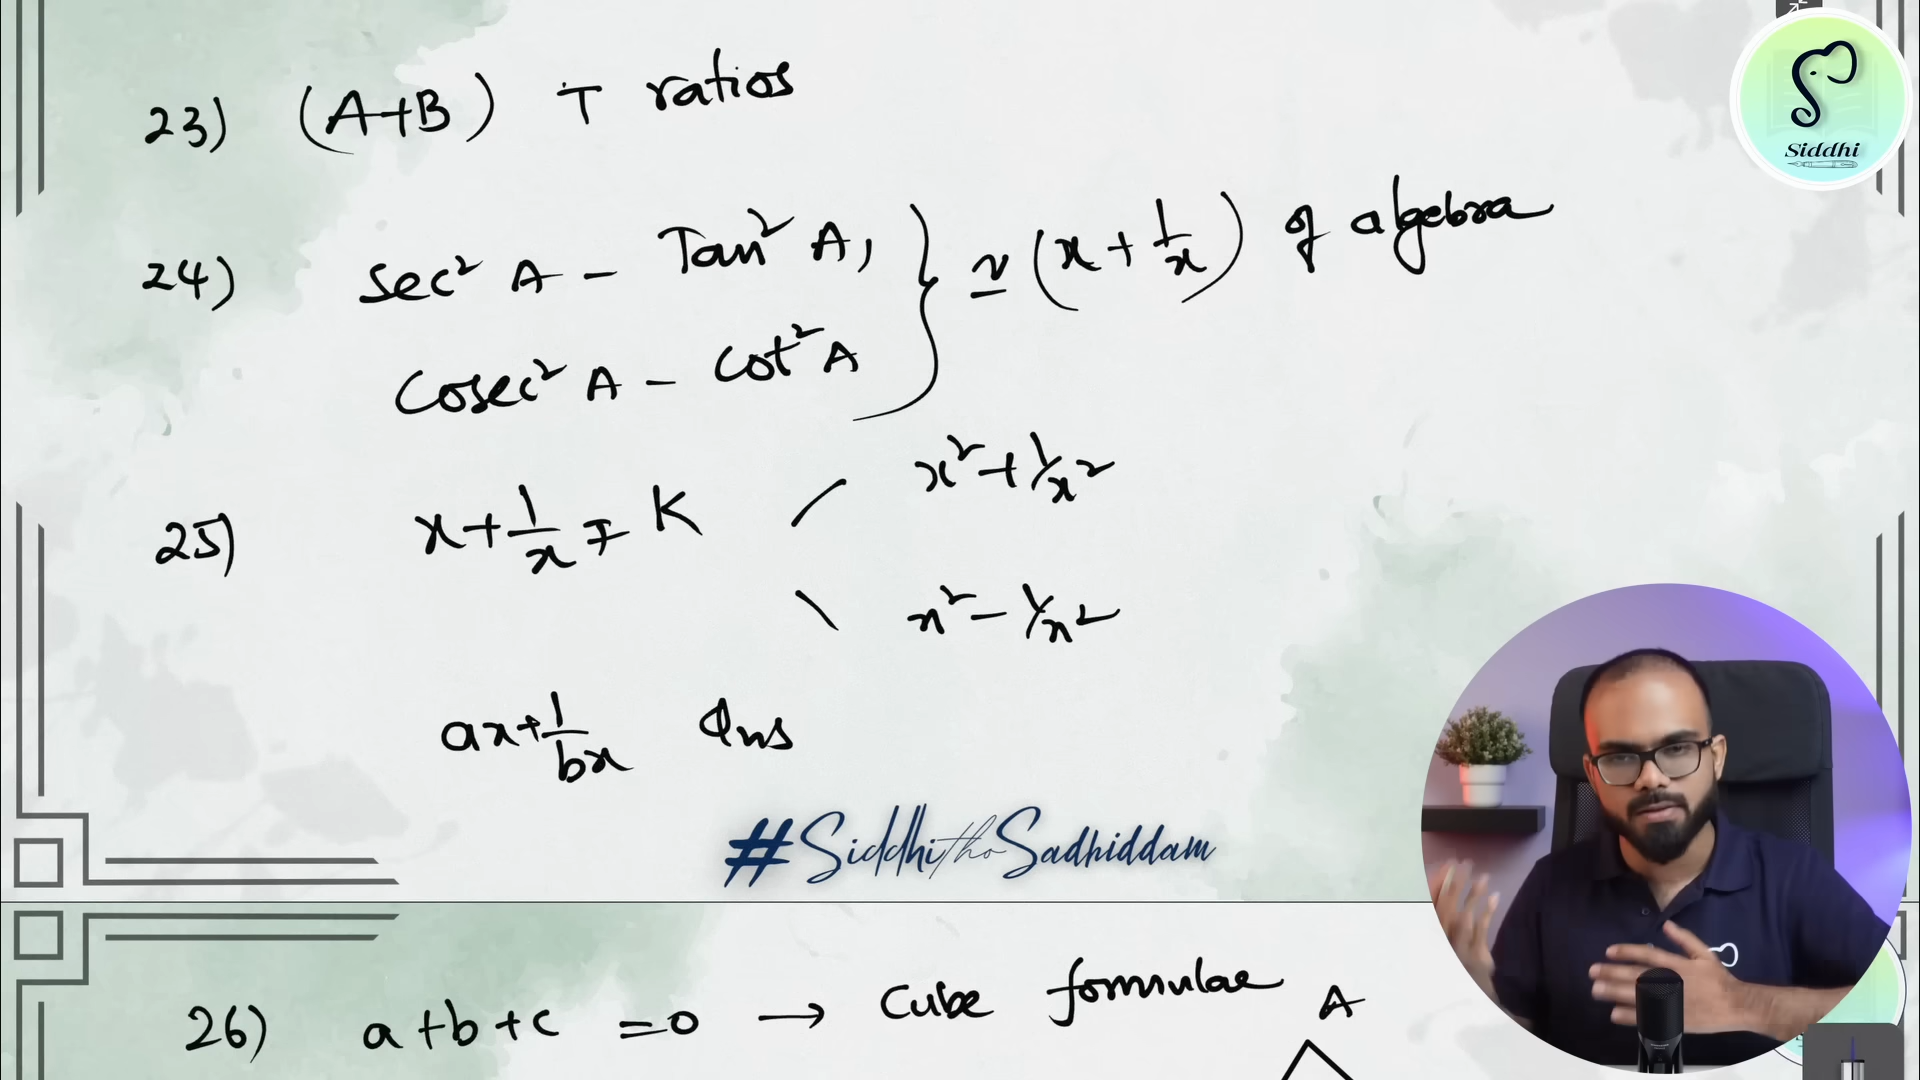 23) (A+B) T ratios
24) Sec² A - Tan² A, } ≃ (x + 1/x) of algebra
Cosec² A - Cot² A
25) x + 1/x = K
x² + 1/x²
x² - 1/x²
ax + 1/bx Qns
#SiddhithoSadhiddam
26) a+b+c =0 → Cube formulae
A
Siddhi